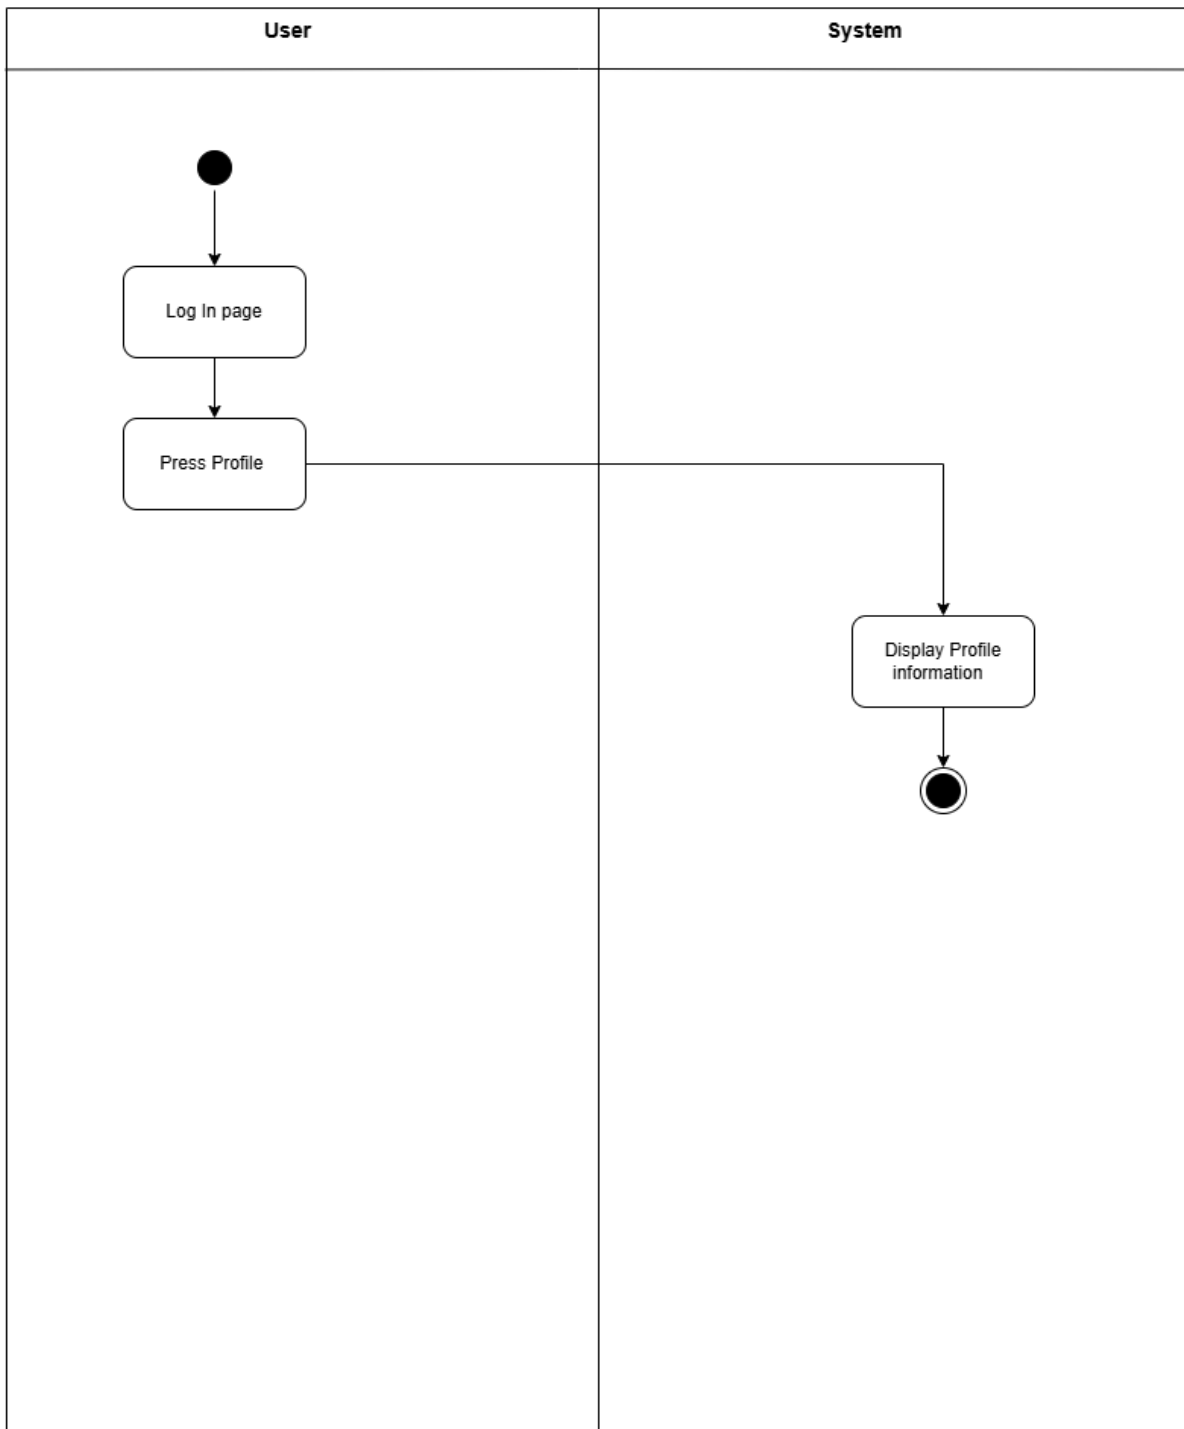 User
System
Log In page
Press Profile
Display Profile
information